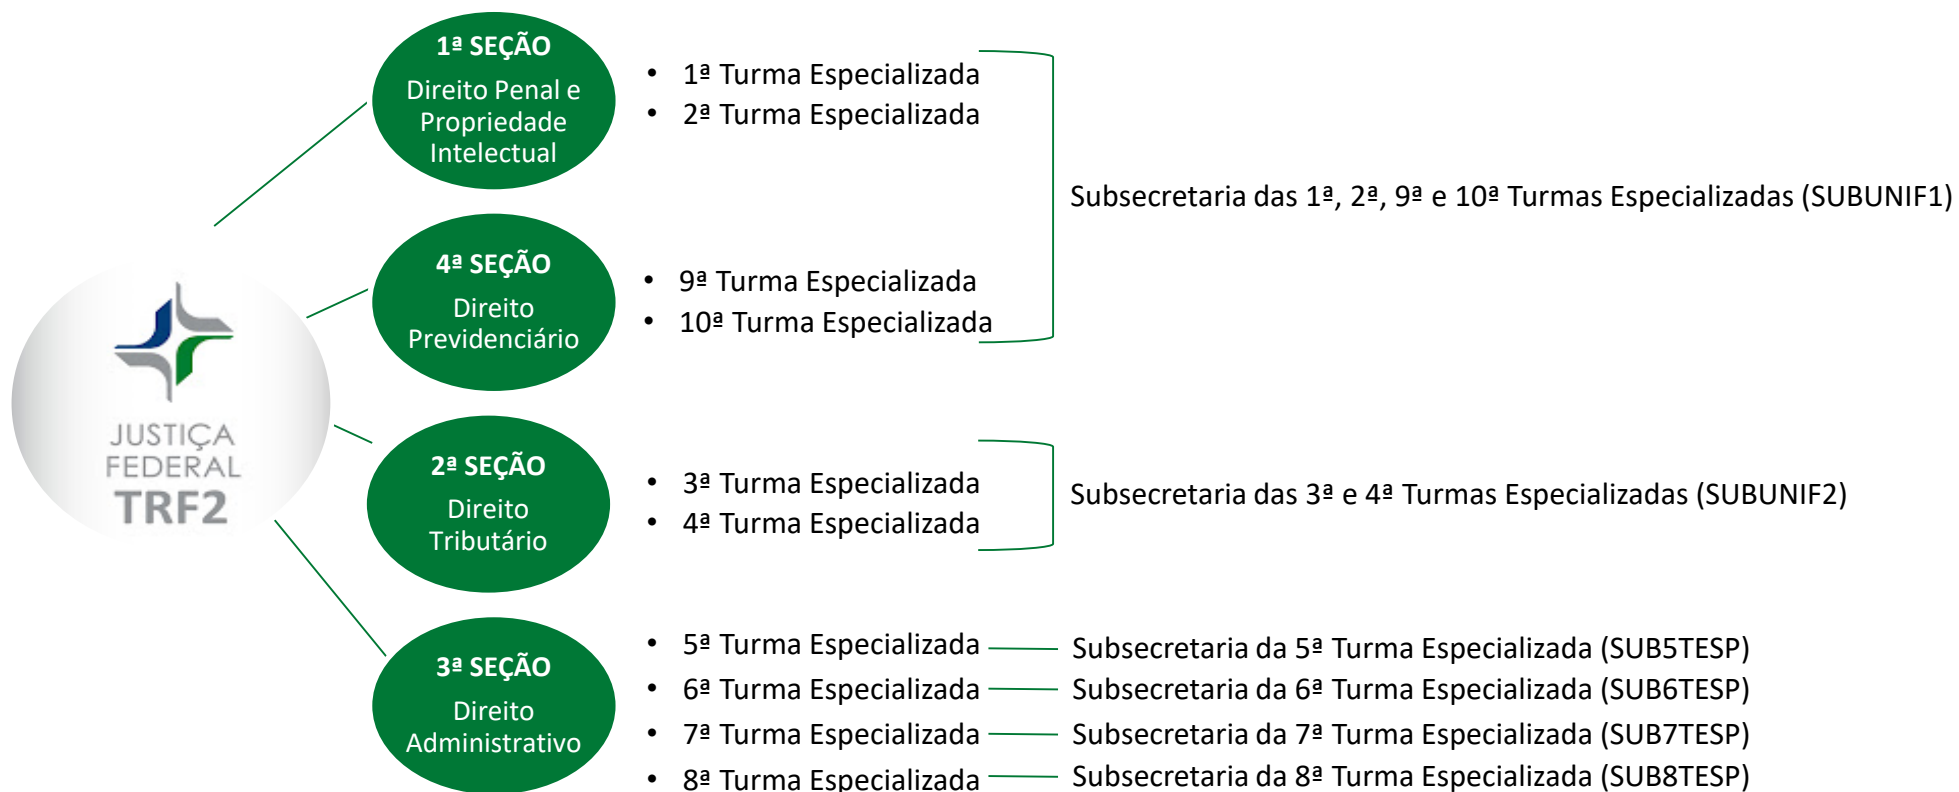 JUSTIÇA
FEDERAL
TRF2
1ª SEÇÃO
Direito Penal e
Propriedade
Intelectual
• 1ª Turma Especializada
• 2ª Turma Especializada
4ª SEÇÃO
Direito
Previdenciário
• 9ª Turma Especializada
• 10ª Turma Especializada
Subsecretaria das 1ª, 2ª, 9ª e 10ª Turmas Especializadas (SUBUNIF1)
2ª SEÇÃO
Direito
Tributário
• 3ª Turma Especializada
• 4ª Turma Especializada
Subsecretaria das 3ª e 4ª Turmas Especializadas (SUBUNIF2)
3ª SEÇÃO
Direito
Administrativo
• 5ª Turma Especializada
Subsecretaria da 5ª Turma Especializada (SUB5TESP)
• 6ª Turma Especializada
Subsecretaria da 6ª Turma Especializada (SUB6TESP)
• 7ª Turma Especializada
Subsecretaria da 7ª Turma Especializada (SUB7TESP)
• 8ª Turma Especializada
Subsecretaria da 8ª Turma Especializada (SUB8TESP)